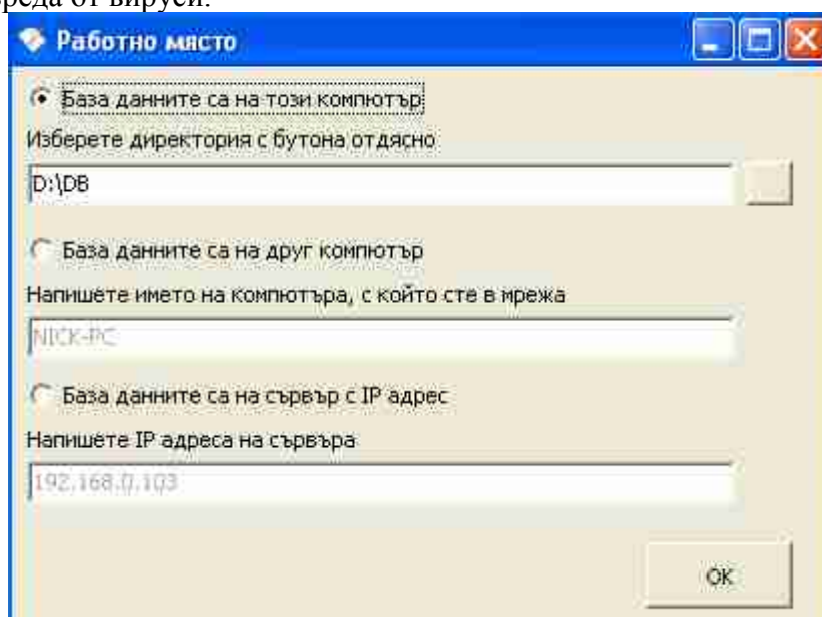 от вируси.
Работно място
База данните са на този компютър
Изберете директория с бутона отдясно
D:\DB
База данните са на друг компютър
Напишете името на компютъра, с който сте в мрежа
NICK-PC
База данните са на сървър с IP адрес
Напишете IP адреса на сървъра
192.168.0.103
OK